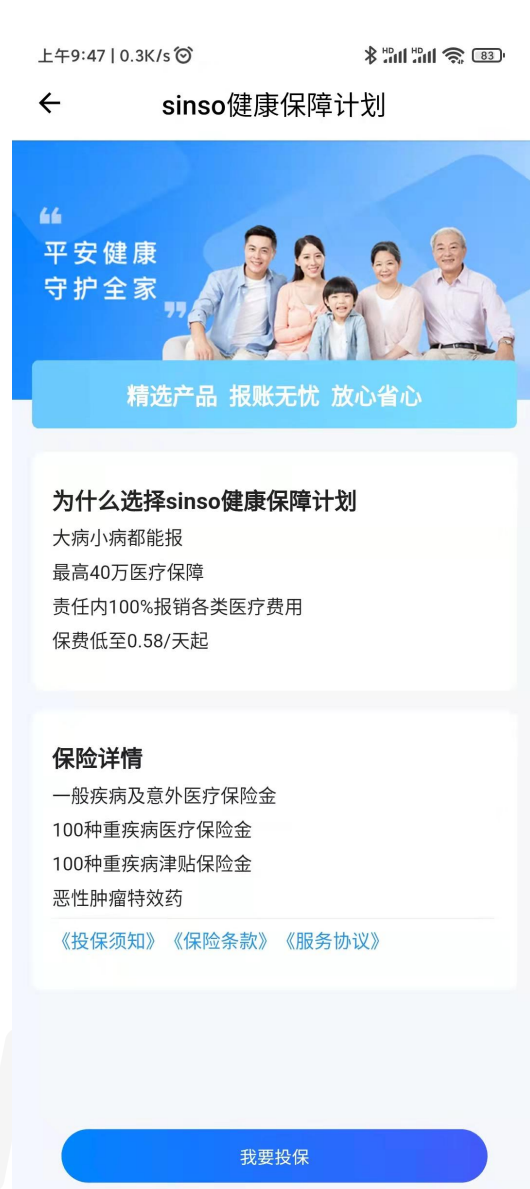 上午9:47 | 0.3K/s
HD HD 83
sinso健康保障计划
“
平安健康
守护全家
”
精选产品 报账无忧 放心省心
为什么选择sinso健康保障计划
大病小病都能报
最高40万医疗保障
责任内100%报销各类医疗费用
保费低至0.58/天起
保险详情
一般疾病及意外医疗保险金
100种重疾病医疗保险金
100种重疾病津贴保险金
恶性肿瘤特效药
《投保须知》《保险条款》《服务协议》
我要投保